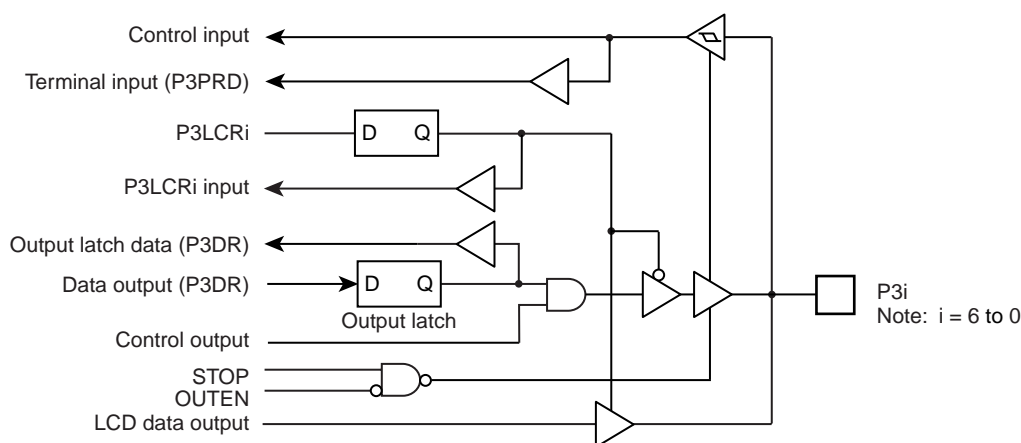 Control input
Terminal input (P3PRD)
P3LCRi
D Q
P3LCRi input
Output latch data (P3DR)
Data output (P3DR)
D Q
Output latch
P3i
Note: i = 6 to 0
Control output
STOP
OUTEN
LCD data output